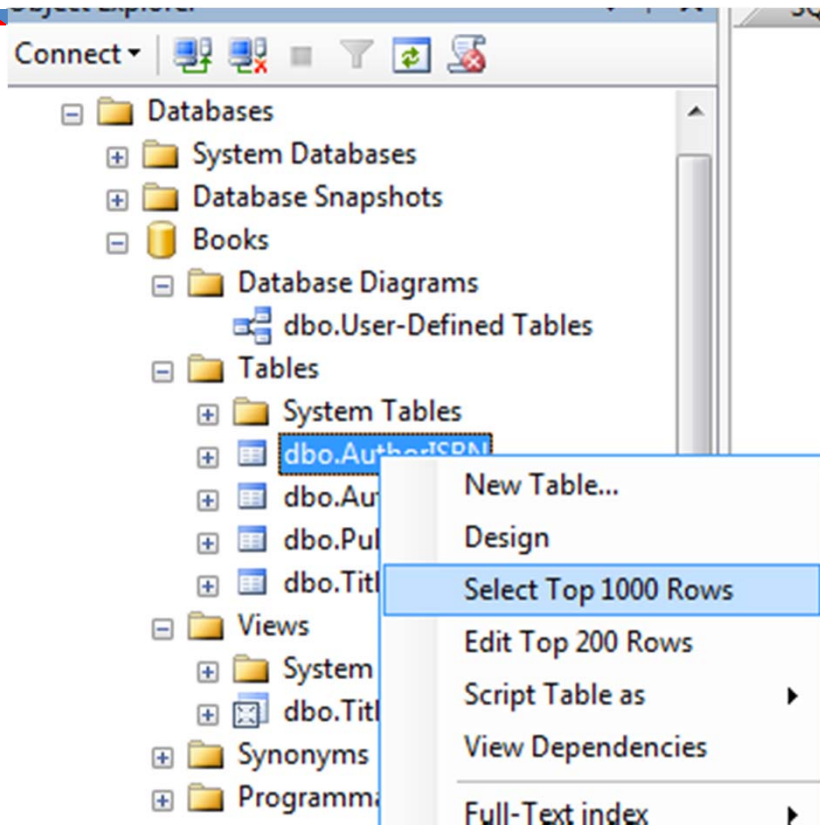 Object Explorer
Connect
Databases
System Databases
Database Snapshots
Books
Database Diagrams
dbo.User-Defined Tables
Tables
System Tables
dbo.AuthorISBN
dbo.Au
dbo.Pul
dbo.Titl
Views
System
dbo.Titl
Synonyms
Programma
New Table...
Design
Select Top 1000 Rows
Edit Top 200 Rows
Script Table as
View Dependencies
Full-Text index